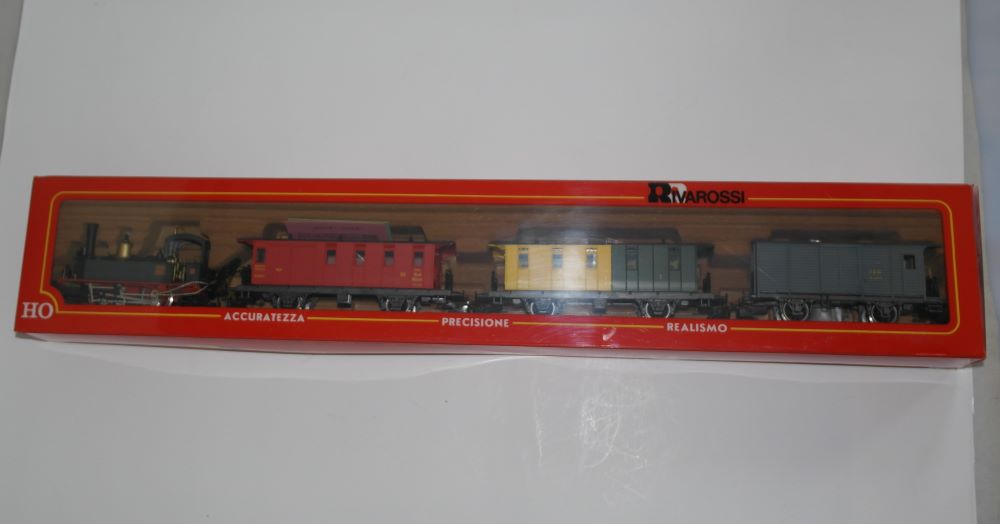 RIVAROSSI
HO
ACCURATEZZA
PRECISIONE
REALISMO